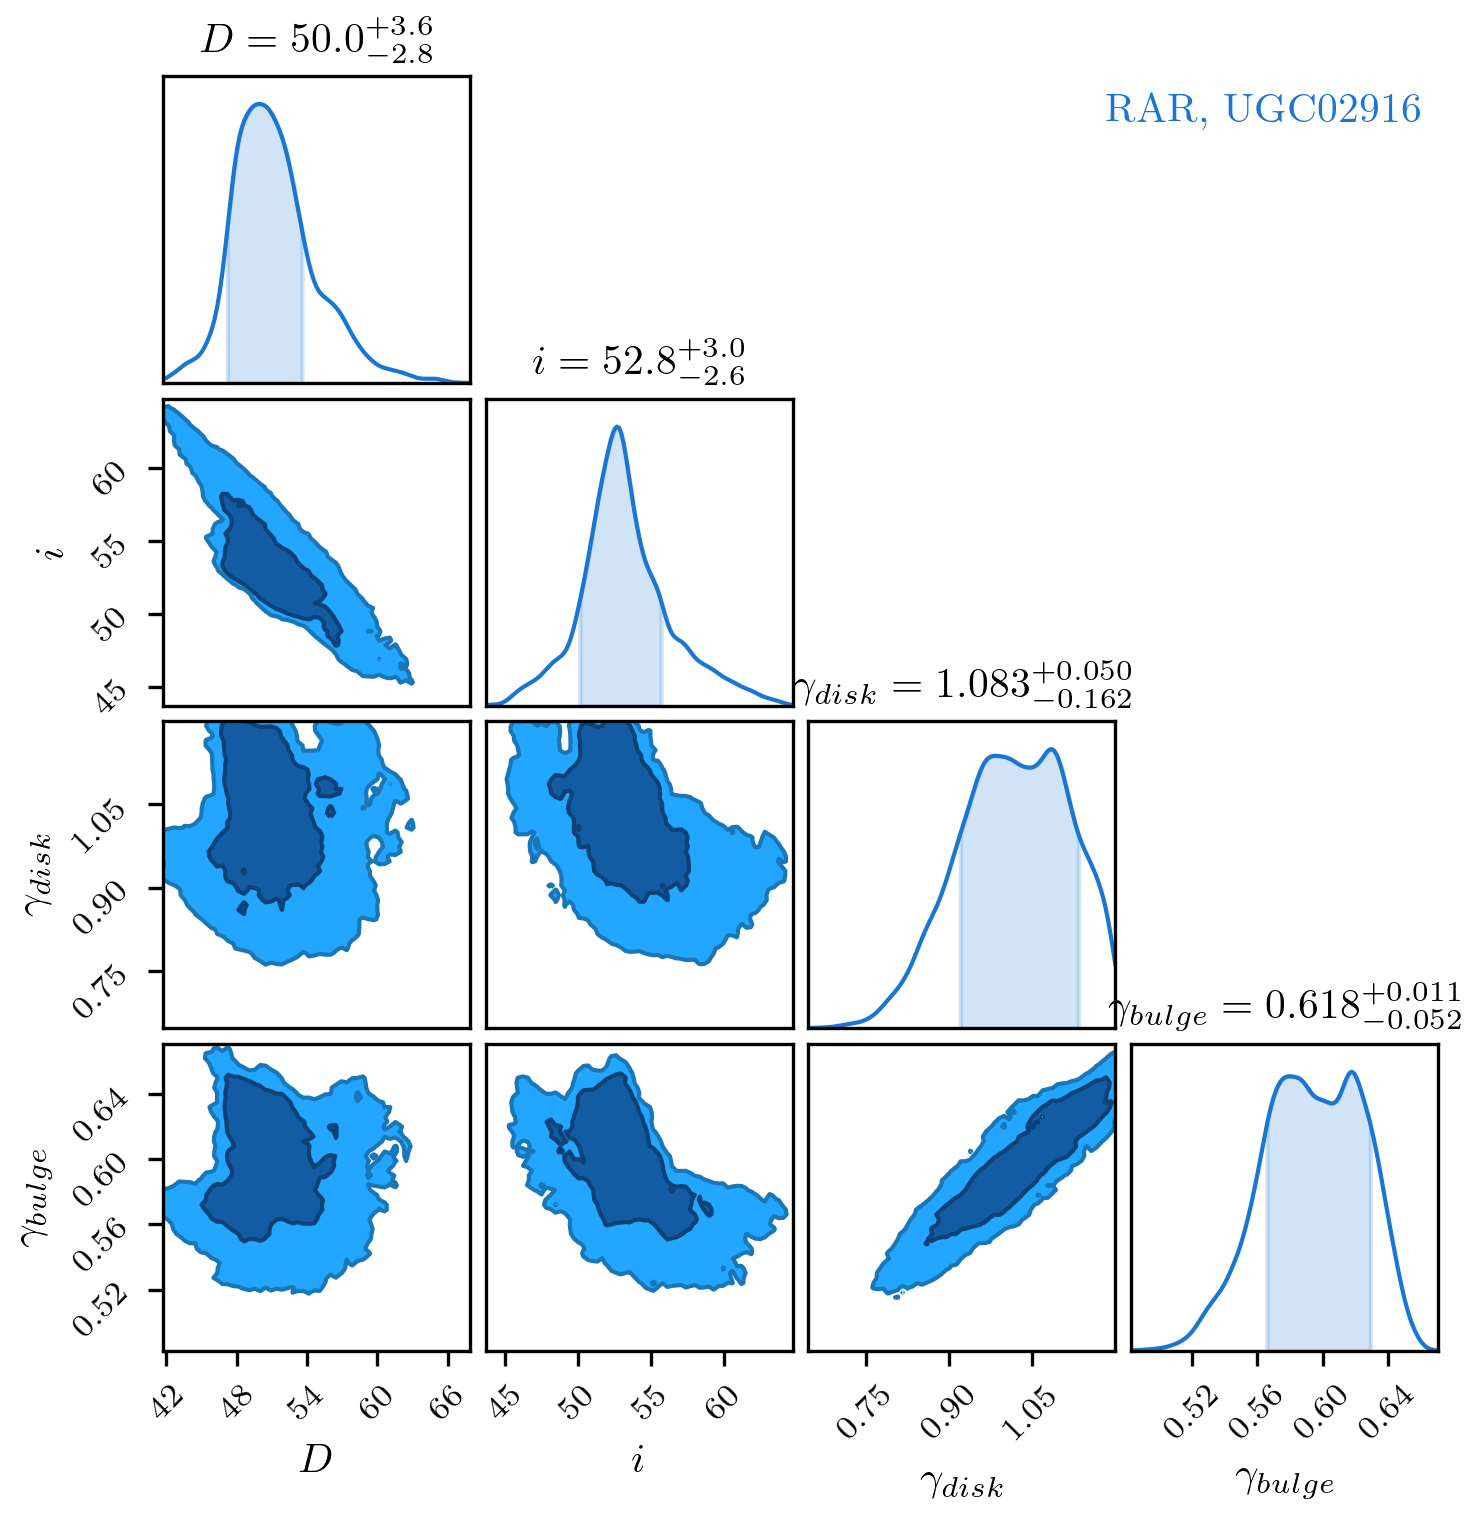 D = 50.0^{+3.6}_{-2.8}
RAR, UGC02916
i = 52.8^{+3.0}_{-2.6}
i
60
55
50
45
γ_{disk} = 1.083^{+0.050}_{-0.162}
γ_{disk}
1.05
0.90
0.75
γ_{bulge} = 0.618^{+0.011}_{-0.052}
γ_{bulge}
0.64
0.60
0.56
0.52
42 48 54 60 66 45 50 55 60 0.75 0.90 1.05 0.52 0.56 0.60 0.64
D i γ_{disk} γ_{bulge}